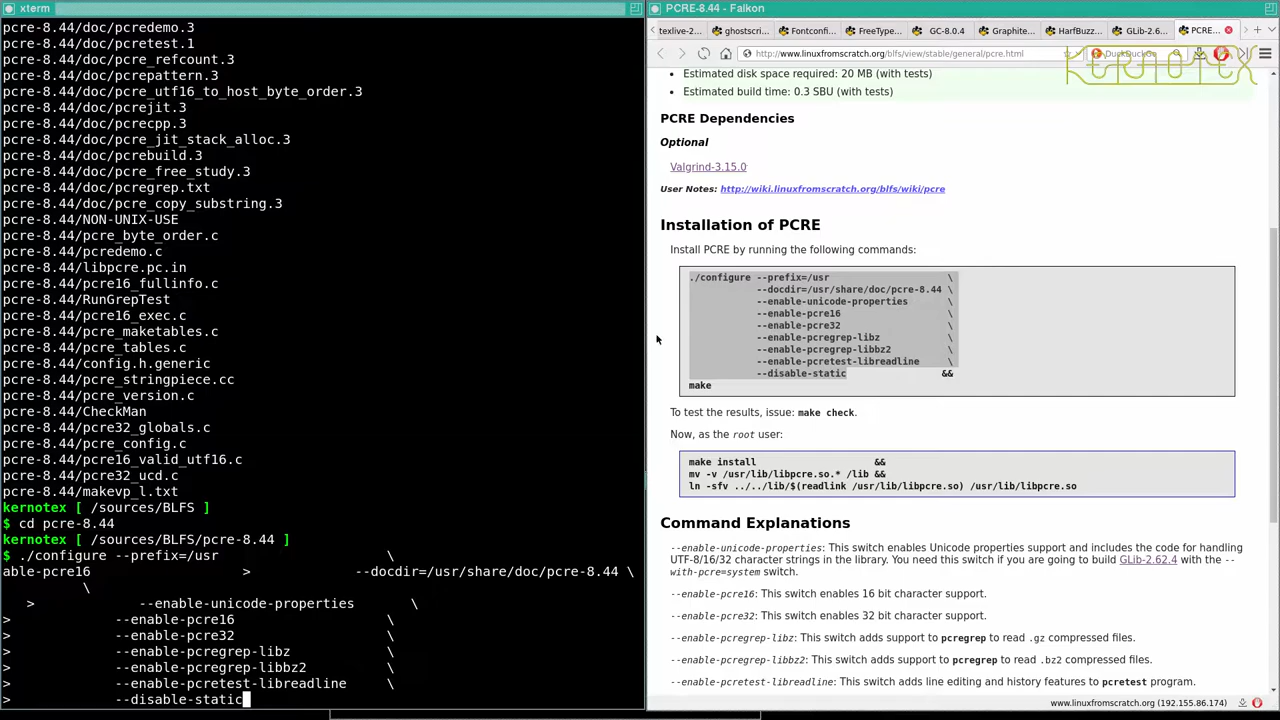 xterm
pcre-8.44/doc/pcredemo.3
pcre-8.44/doc/pcretest.1
pcre-8.44/doc/pcre_refcount.3
pcre-8.44/doc/pcrepattern.3
pcre-8.44/doc/pcre_utf16_to_host_byte_order.3
pcre-8.44/doc/pcrejit.3
pcre-8.44/doc/pcrecpp.3
pcre-8.44/doc/pcre_jit_stack_alloc.3
pcre-8.44/doc/pcrebuild.3
pcre-8.44/doc/pcre_free_study.3
pcre-8.44/doc/pcregrep.txt
pcre-8.44/doc/pcre_copy_substring.3
pcre-8.44/NON-UNIX-USE
pcre-8.44/pcre_byte_order.c
pcre-8.44/pcredemo.c
pcre-8.44/libpcre.pc.in
pcre-8.44/pcre16_fullinfo.c
pcre-8.44/RunGrepTest
pcre-8.44/pcre16_exec.c
pcre-8.44/pcre_maketables.c
pcre-8.44/pcre_tables.c
pcre-8.44/config.h.generic
pcre-8.44/pcre_stringpiece.cc
pcre-8.44/pcre_version.c
pcre-8.44/CheckMan
pcre-8.44/pcre32_globals.c
pcre-8.44/pcre_config.c
pcre-8.44/pcre16_valid_utf16.c
pcre-8.44/pcre32_ucd.c
pcre-8.44/makevp_l.txt
kernotex [ /sources/BLFS ]
$ cd pcre-8.44
kernotex [ /sources/BLFS/pcre-8.44 ]
$ ./configure --prefix=/usr \
able-pcre16 > --docdir=/usr/share/doc/pcre-8.44 \
\
> --enable-unicode-properties \
> --enable-pcre16 \
> --enable-pcre32 \
> --enable-pcregrep-libz \
> --enable-pcregrep-libbz2 \
> --enable-pcretest-libreadline \
> --disable-static
PCRE-8.44 - Falkon
texlive-2... ghostscri... Fontconfi... FreeType... GC-8.0.4 Graphite... HarfBuzz... GLib-2.6... PCRE...
http://www.linuxfromscratch.org/blfs/view/stable/general/pcre.html DuckDuckGo
KERNOTEX
Estimated disk space required: 20 MB (with tests)
Estimated build time: 0.3 SBU (with tests)
PCRE Dependencies
Optional
Valgrind-3.15.0
User Notes: http://wiki.linuxfromscratch.org/blfs/wiki/pcre
Installation of PCRE
Install PCRE by running the following commands:
./configure --prefix=/usr \
--docdir=/usr/share/doc/pcre-8.44 \
--enable-unicode-properties \
--enable-pcre16 \
--enable-pcre32 \
--enable-pcregrep-libz \
--enable-pcregrep-libbz2 \
--enable-pcretest-libreadline \
--disable-static &&
make
To test the results, issue: make check.
Now, as the root user:
make install &&
mv -v /usr/lib/libpcre.so.* /lib &&
ln -sfv ../../lib/$(readlink /usr/lib/libpcre.so) /usr/lib/libpcre.so
Command Explanations
--enable-unicode-properties: This switch enables Unicode properties support and includes the code for handling
UTF-8/16/32 character strings in the library. You need this switch if you are going to build GLib-2.62.4 with the --
with-pcre=system switch.
--enable-pcre16: This switch enables 16 bit character support.
--enable-pcre32: This switch enables 32 bit character support.
--enable-pcregrep-libz: This switch adds support to pcregrep to read .gz compressed files.
--enable-pcregrep-libbz2: This switch adds support to pcregrep to read .bz2 compressed files.
--enable-pcretest-libreadline: This switch adds line editing and history features to pcretest program.
www.linuxfromscratch.org (192.155.86.174)